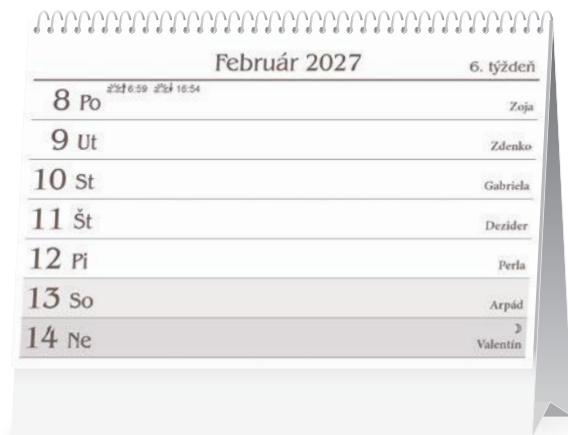 Február 2027 6. týždeň
8 Po 6:59 16:54 Zoja
9 Ut Zdenko
10 St Gabriela
11 Št Dezider
12 Pi Perla
13 So Arpád
14 Ne Valentín